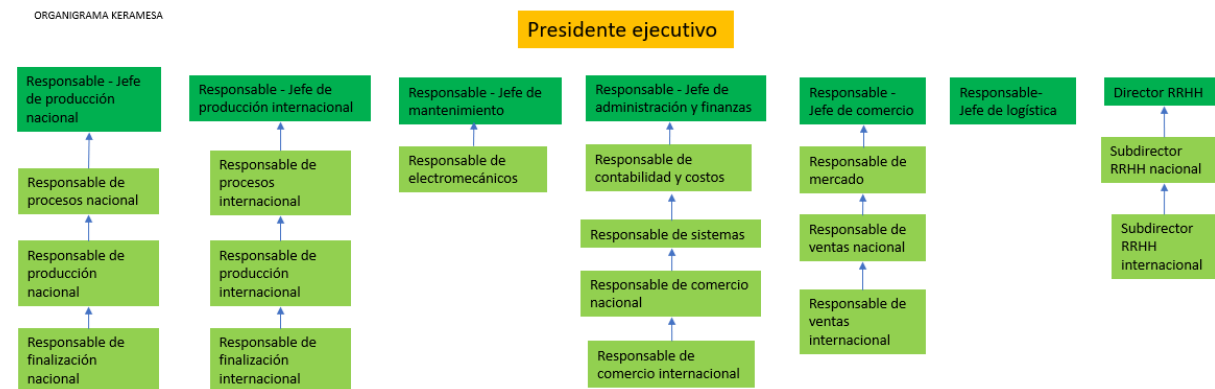 ORGANIGRAMA KERAMESA
Presidente ejecutivo
Responsable - Jefe
de producción
nacional
Responsable de
procesos nacional
Responsable de
producción
nacional
Responsable de
finalización
nacional
Responsable - Jefe de
producción internacional
Responsable de
procesos
internacional
Responsable de
producción
internacional
Responsable de
finalización
internacional
Responsable - Jefe de
mantenimiento
Responsable de
electromecánicos
Responsable - Jefe de
administración y finanzas
Responsable de
contabilidad y costos
Responsable de sistemas
Responsable de comercio
nacional
Responsable de
comercio internacional
Responsable -
Jefe de comercio
Responsable de
mercado
Responsable de
ventas nacional
Responsable de
ventas
internacional
Responsable-
Jefe de logística
Director RRHH
Subdirector
RRHH nacional
Subdirector
RRHH
internacional